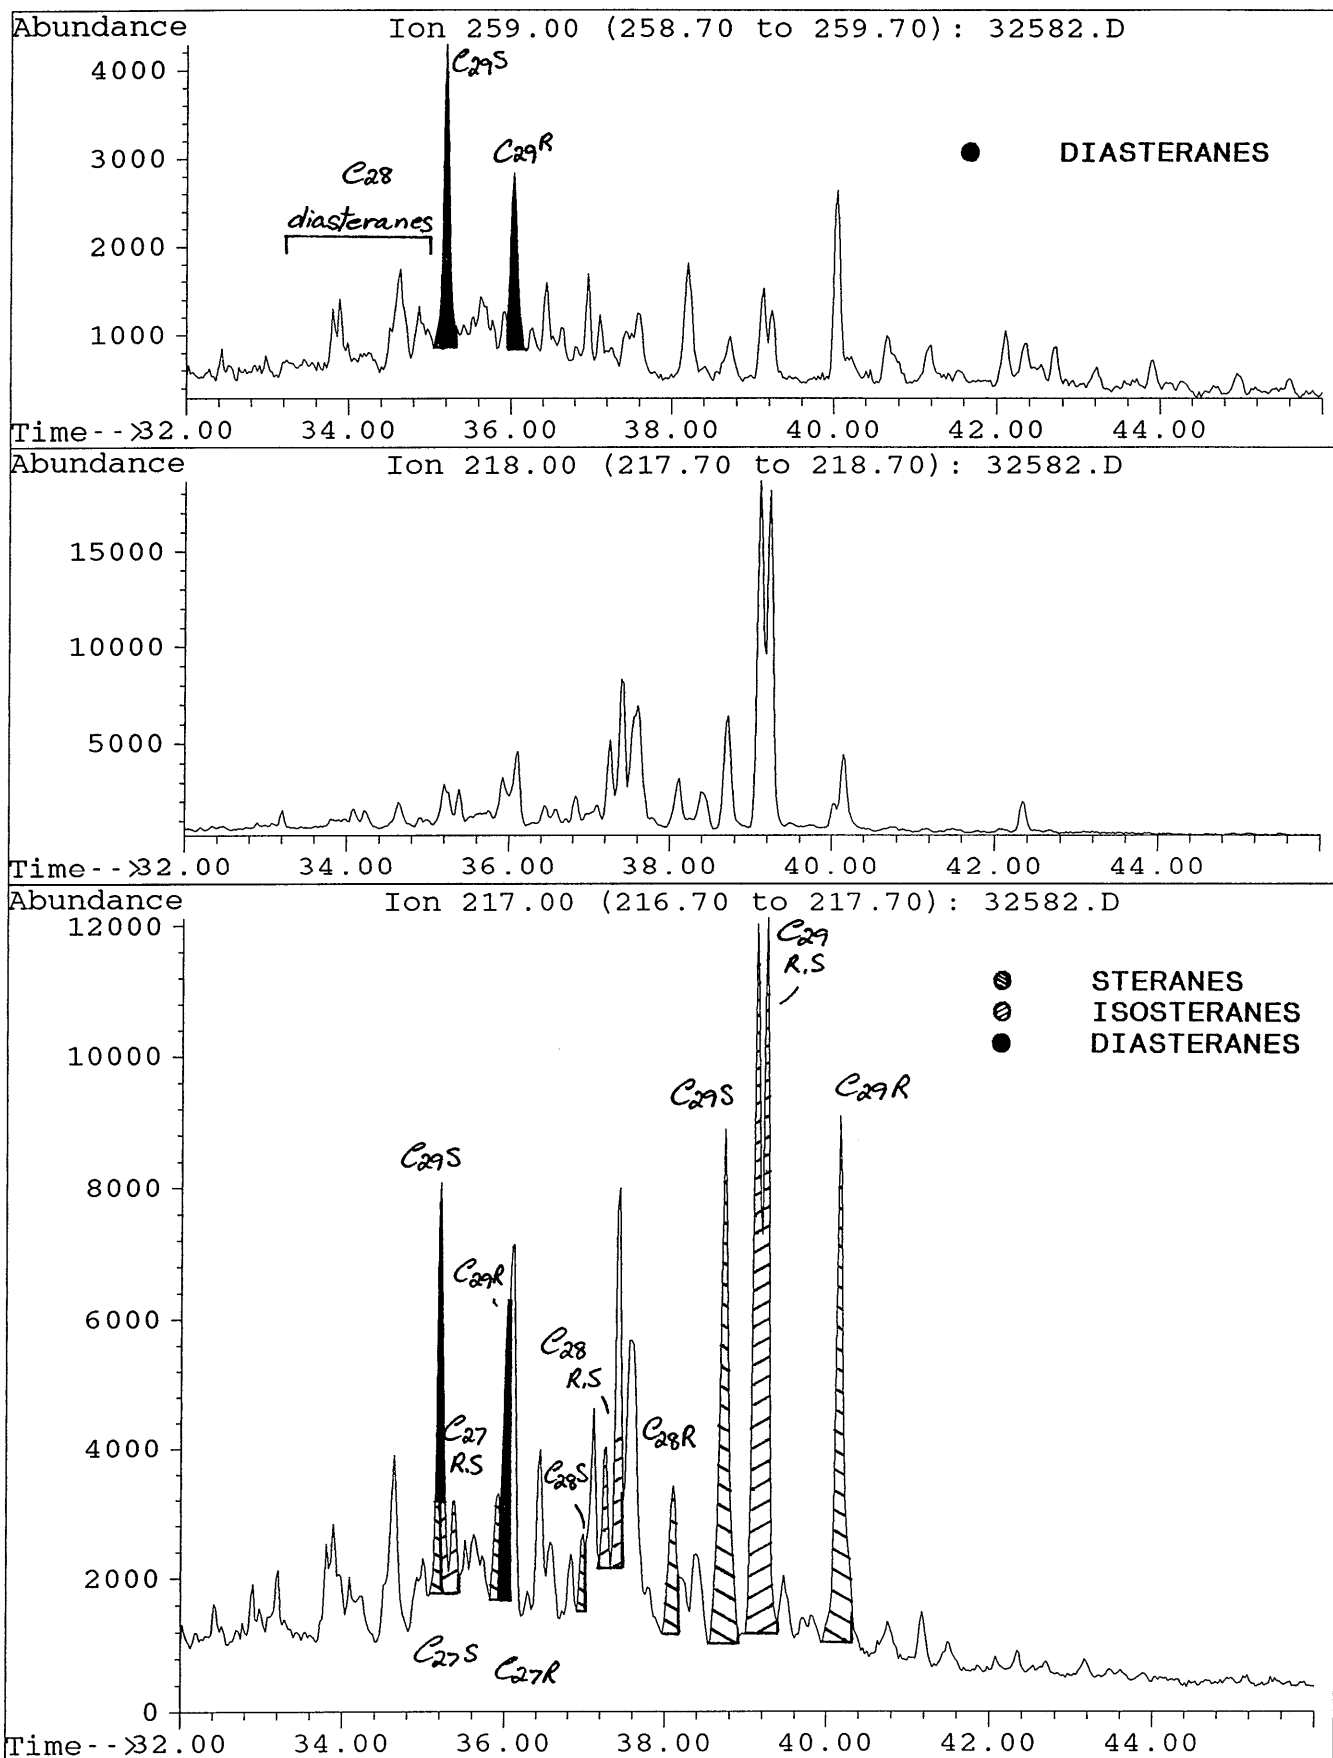 Abundance
Ion 259.00 (258.70 to 259.70): 32582.D
4000
C29S
3000
C29R
● DIASTERANES
C28
diasteranes
2000
1000
Time-->32.00 34.00 36.00 38.00 40.00 42.00 44.00
Abundance
Ion 218.00 (217.70 to 218.70): 32582.D
15000
10000
5000
Time-->32.00 34.00 36.00 38.00 40.00 42.00 44.00
Abundance
Ion 217.00 (216.70 to 217.70): 32582.D
12000
C29
R,S
STERANES
ISOSTERANES
DIASTERANES
10000
C29S
C29R
C29S
8000
C29R
6000
C28
R,S
C27
R,S
C28S
C28R
4000
2000
C27S
C27R
0
Time-->32.00 34.00 36.00 38.00 40.00 42.00 44.00